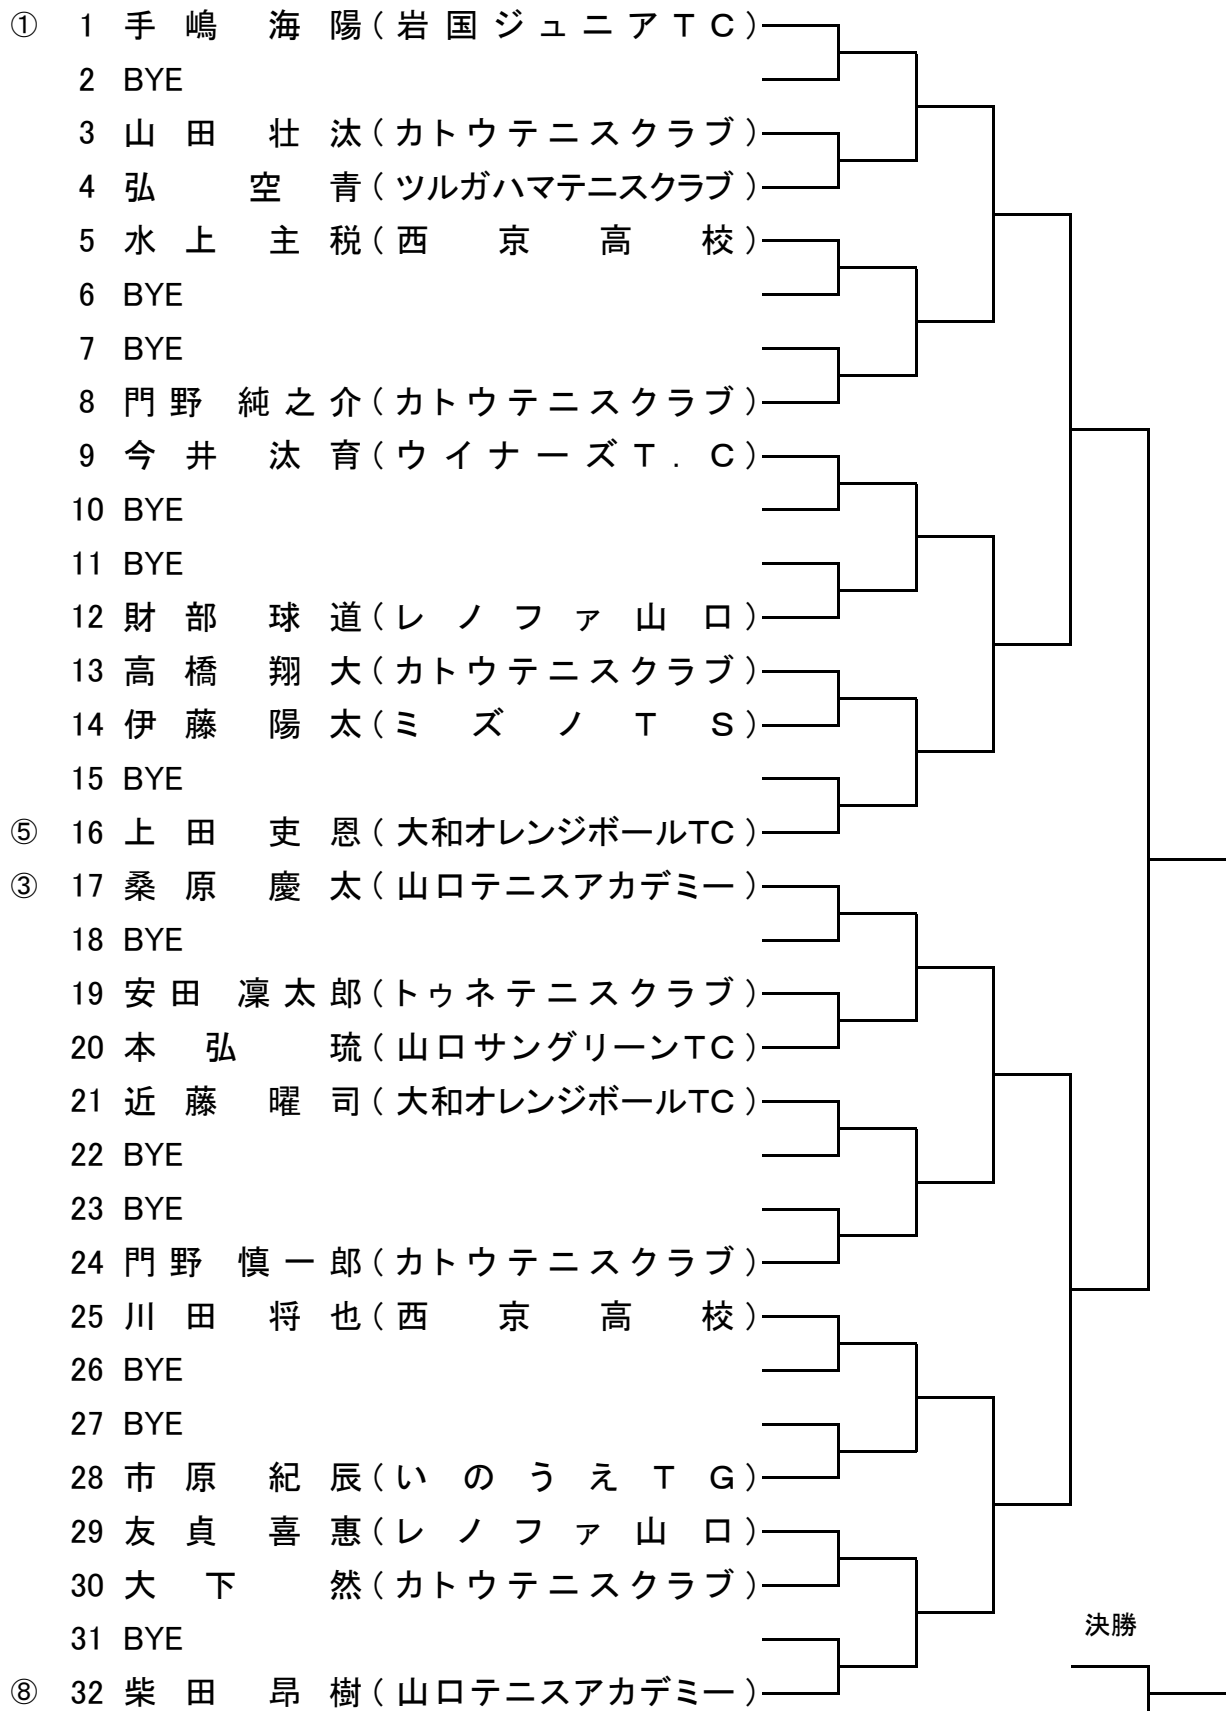 ① 1 手嶋 海陽(岩国ジュニアTC)
2 BYE
3 山田 壮汰(カトウテニスクラブ)
4 弘 空青(ツルガハマテニスクラブ)
5 水上 主税(西京高校)
6 BYE
7 BYE
8 門野 純之介(カトウテニスクラブ)
9 今井 汰育(ウイナーズT.C)
10 BYE
11 BYE
12 財部 球道(レノファ山口)
13 高橋 翔大(カトウテニスクラブ)
14 伊藤 陽太(ミズノTS)
15 BYE
⑤ 16 上田 吏恩(大和オレンジボールTC)
③ 17 桑原 慶太(山口テニスアカデミー)
18 BYE
19 安田 凜太郎(トゥネテニスクラブ)
20 本弘 琉(山口サングリーンTC)
21 近藤 曜司(大和オレンジボールTC)
22 BYE
23 BYE
24 門野 慎一郎(カトウテニスクラブ)
25 川田 将也(西京高校)
26 BYE
27 BYE
28 市原 紀辰(いのうえTG)
29 友貞 喜惠(レノファ山口)
30 大下 然(カトウテニスクラブ)
31 BYE
決勝
⑧ 32 柴田 昂樹(山口テニスアカデミー)